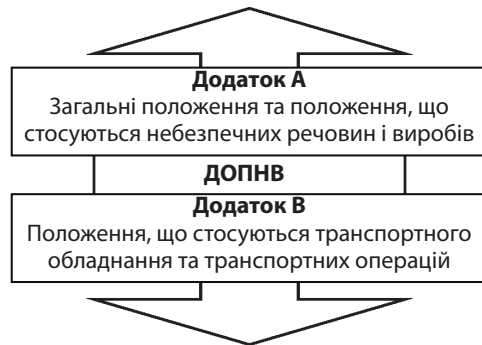 Додаток А
Загальні положення та положення, що
стосуються небезпечних речовин і виробів
ДОПНВ
Додаток В
Положення, що стосуються транспортного
обладнання та транспортних операцій